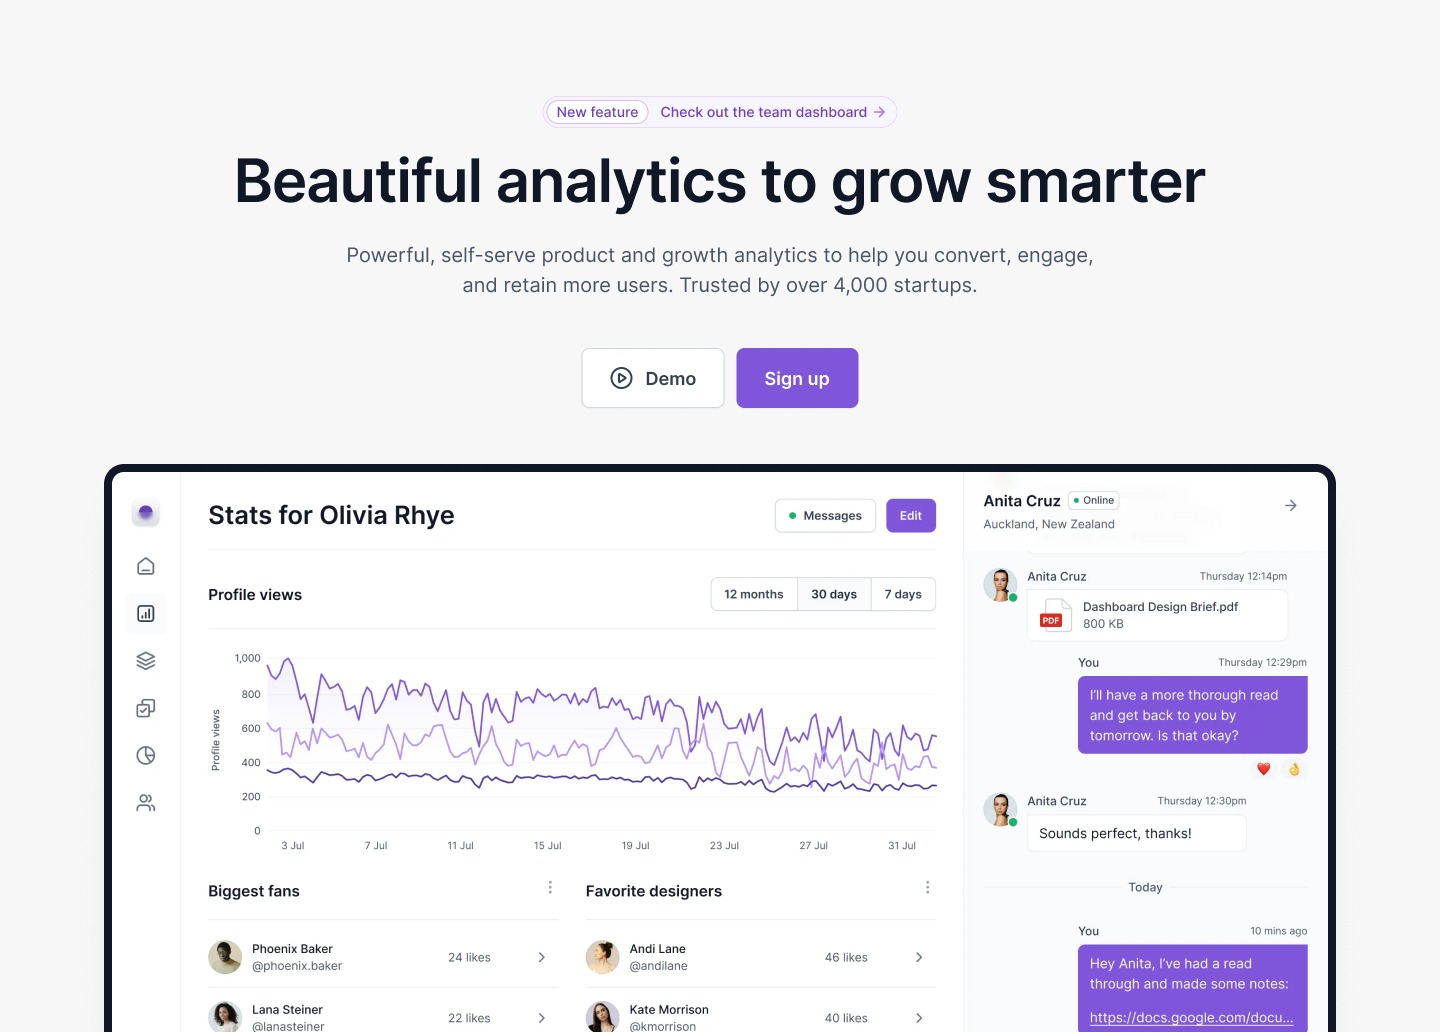 New feature Check out the team dashboard
Beautiful analytics to grow smarter
Powerful, self-serve product and growth analytics to help you convert, engage,
and retain more users. Trusted by over 4,000 startups.
Demo Sign up
Stats for Olivia Rhye
Messages Edit
Profile views
12 months 30 days 7 days
Profile views
1,000
800
600
400
200
0
3 Jul 7 Jul 11 Jul 15 Jul 19 Jul 23 Jul 27 Jul 31 Jul
Biggest fans
Phoenix Baker
@phoenix.baker
24 likes
Lana Steiner
@lanasteiner
22 likes
Favorite designers
Andi Lane
@andilane
46 likes
Kate Morrison
@kmorrison
40 likes
Anita Cruz Online
Auckland, New Zealand
Anita Cruz Thursday 12:14pm
PDF
Dashboard Design Brief.pdf
800 KB
You Thursday 12:29pm
I’ll have a more thorough read
and get back to you by
tomorrow. Is that okay?
Anita Cruz Thursday 12:30pm
Sounds perfect, thanks!
Today
You 10 mins ago
Hey Anita, I’ve had a read
through and made some notes:
https://docs.google.com/docu...